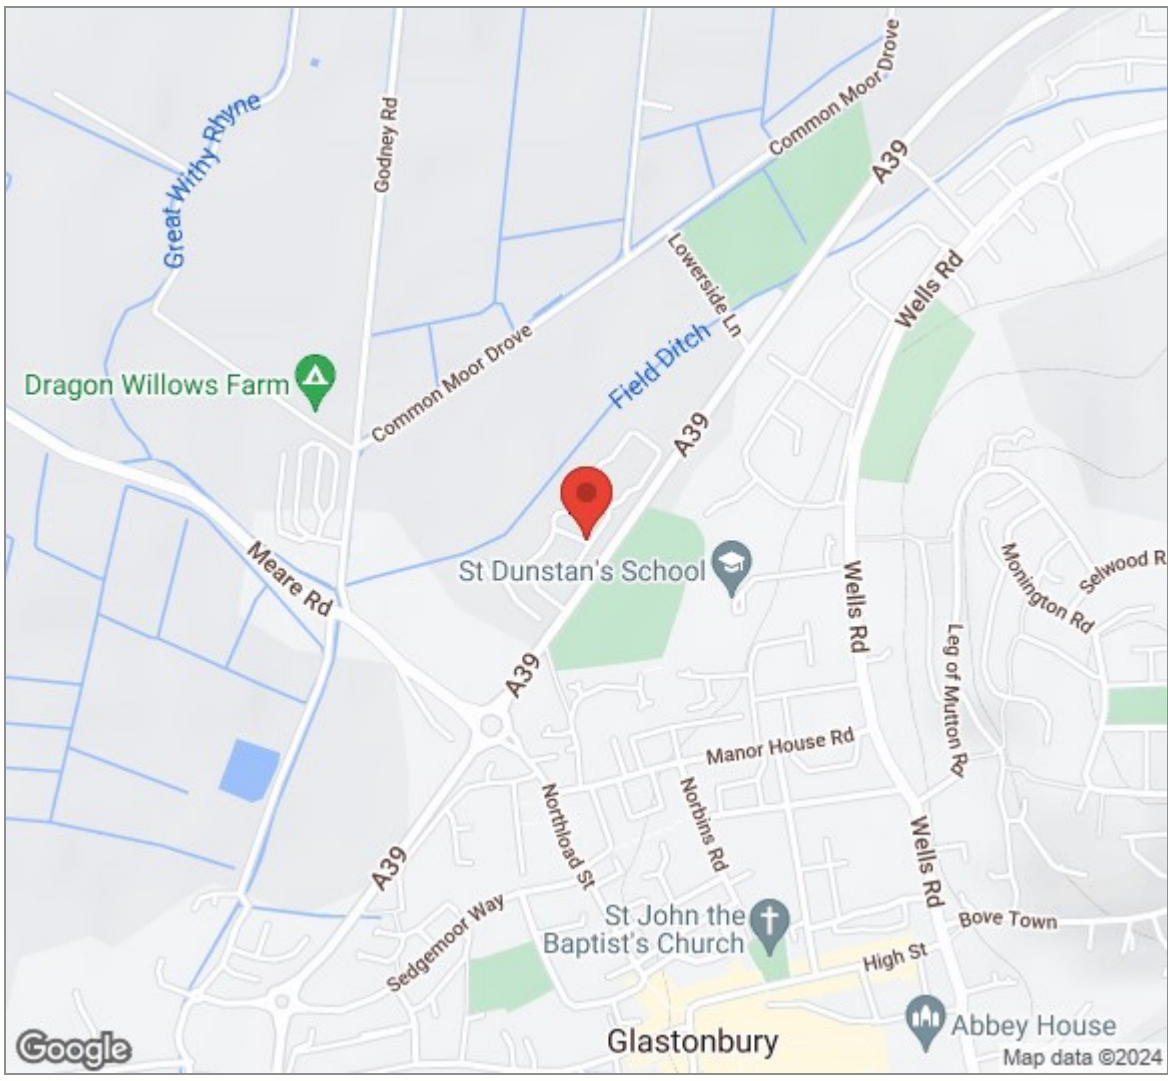 Common Moor Drove
A39
Great Withy Rhyne
Godney Rd
Lowerside Ln
Wells Rd
Field Ditch
Dragon Willows Farm
Common Moor Drove
A39
St Dunstan's School
Meare Rd
Wells Rd
Monington Rd
Selwood R
Leg of Mutton Rd
A39
Manor House Rd
Northload St
Norbins Rd
A39
Wells Rd
Sedgemoor Way
St John the
Baptist's Church
Bove Town
High St
Glastonbury
Abbey House
Google
Map data ©2024